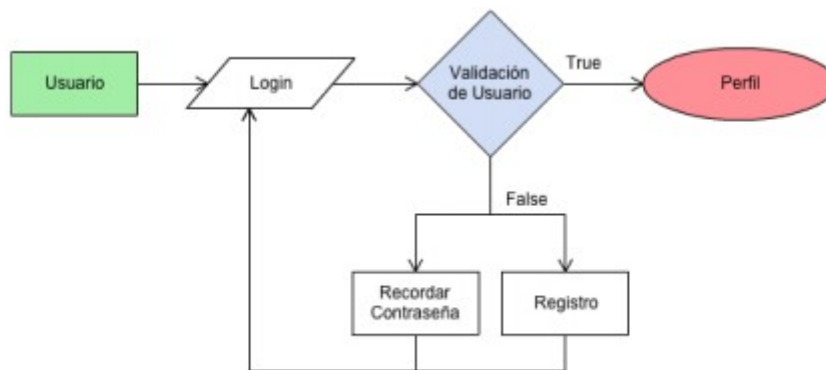 Usuario
Login
Validación
de Usuario
True
Perfil
False
Recordar
Contraseña
Registro